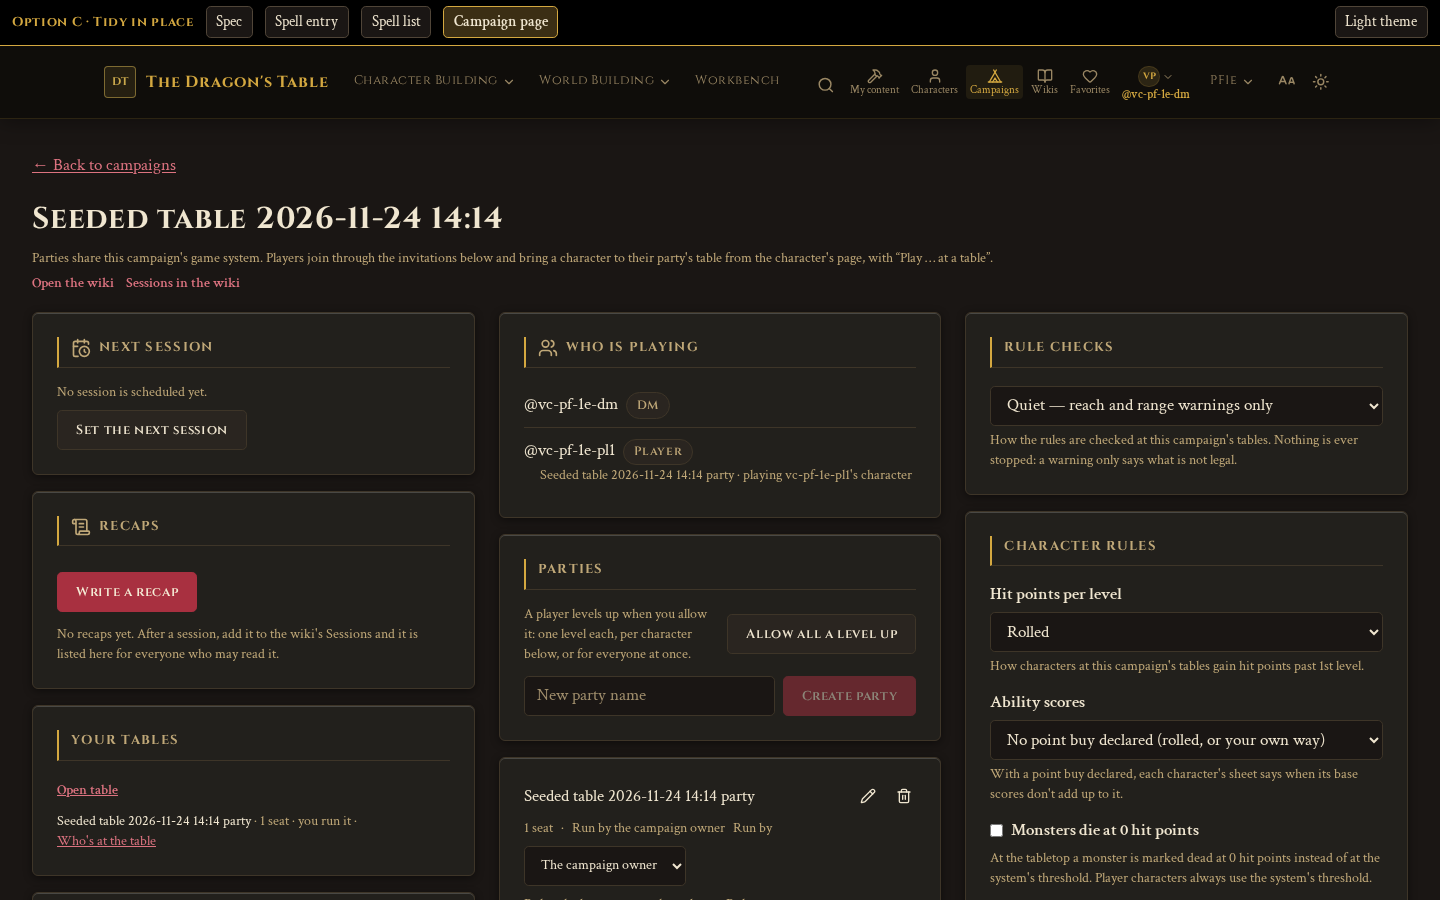 Option C · Tidy in place
Spec
Spell entry
Spell list
Campaign page
Light theme
DT
The Dragon's Table
Character Building
World Building
Workbench
My content
Characters
Campaigns
Wikis
Favorites
VP
@vc-pf-1e-dm
PF1e
Aa
← Back to campaigns
Seeded table 2026-11-24 14:14
Parties share this campaign's game system. Players join through the invitations below and bring a character to their party's table from the character's page, with “Play … at a table”.
Open the wiki
Sessions in the wiki
Next session
No session is scheduled yet.
Set the next session
Recaps
Write a recap
No recaps yet. After a session, add it to the wiki's Sessions and it is
listed here for everyone who may read it.
Your tables
Open table
Seeded table 2026-11-24 14:14 party · 1 seat · you run it ·
Who's at the table
Who is playing
@vc-pf-1e-dm DM
@vc-pf-1e-pl1 Player
Seeded table 2026-11-24 14:14 party · playing vc-pf-1e-pl1's character
Parties
A player levels up when you allow
it: one level each, per character
below, or for everyone at once.
Allow all a level up
New party name
Create party
Seeded table 2026-11-24 14:14 party
1 seat · Run by the campaign owner Run by
The campaign owner
Rule checks
Quiet — reach and range warnings only
How the rules are checked at this campaign's tables. Nothing is ever
stopped: a warning only says what is not legal.
Character rules
Hit points per level
Rolled
How characters at this campaign's tables gain hit points past 1st level.
Ability scores
No point buy declared (rolled, or your own way)
With a point buy declared, each character's sheet says when its base
scores don't add up to it.
Monsters die at 0 hit points
At the tabletop a monster is marked dead at 0 hit points instead of at the
system's threshold. Player characters always use the system's threshold.